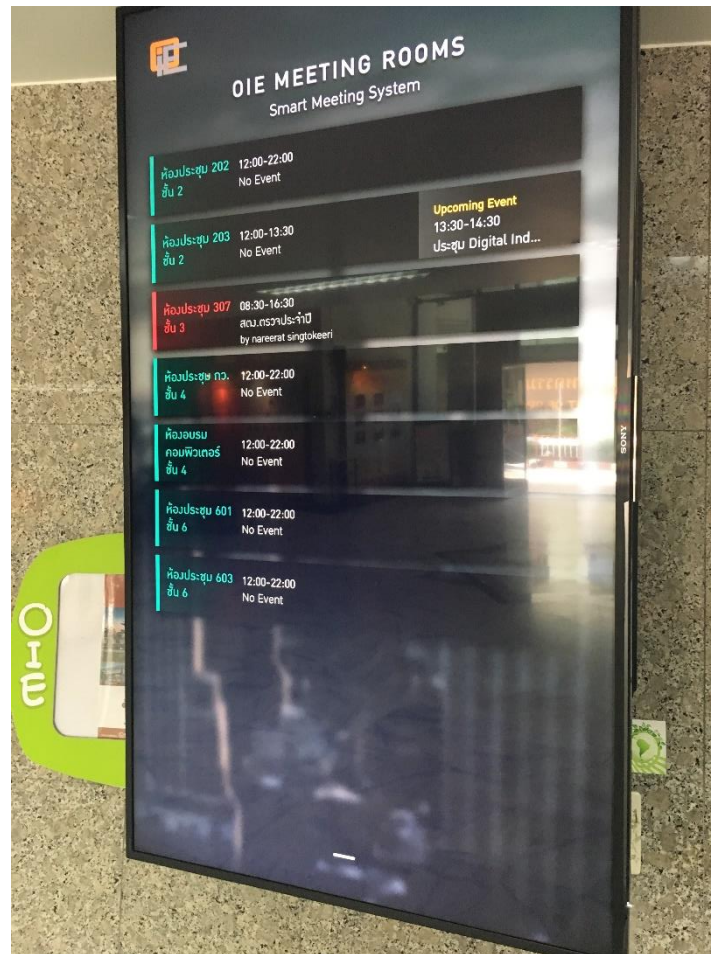 OIE MEETING ROOMS
Smart Meeting System
ห้องประชุม 202
ชั้น 2
12:00-22:00
No Event
ห้องประชุม 203
ชั้น 2
12:00-13:30
No Event
Upcoming Event
13:30-14:30
ประชุม Digital Ind...
ห้องประชุม 307
ชั้น 3
08:30-16:30
สตง.ตรวจประจำปี
by nareerat singtokeeri
ห้องประชุม กว.
ชั้น 4
12:00-22:00
No Event
ห้องอบรม
คอมพิวเตอร์
ชั้น 4
12:00-22:00
No Event
ห้องประชุม 601
ชั้น 6
12:00-22:00
No Event
ห้องประชุม 603
ชั้น 6
12:00-22:00
No Event
SONY
OIE